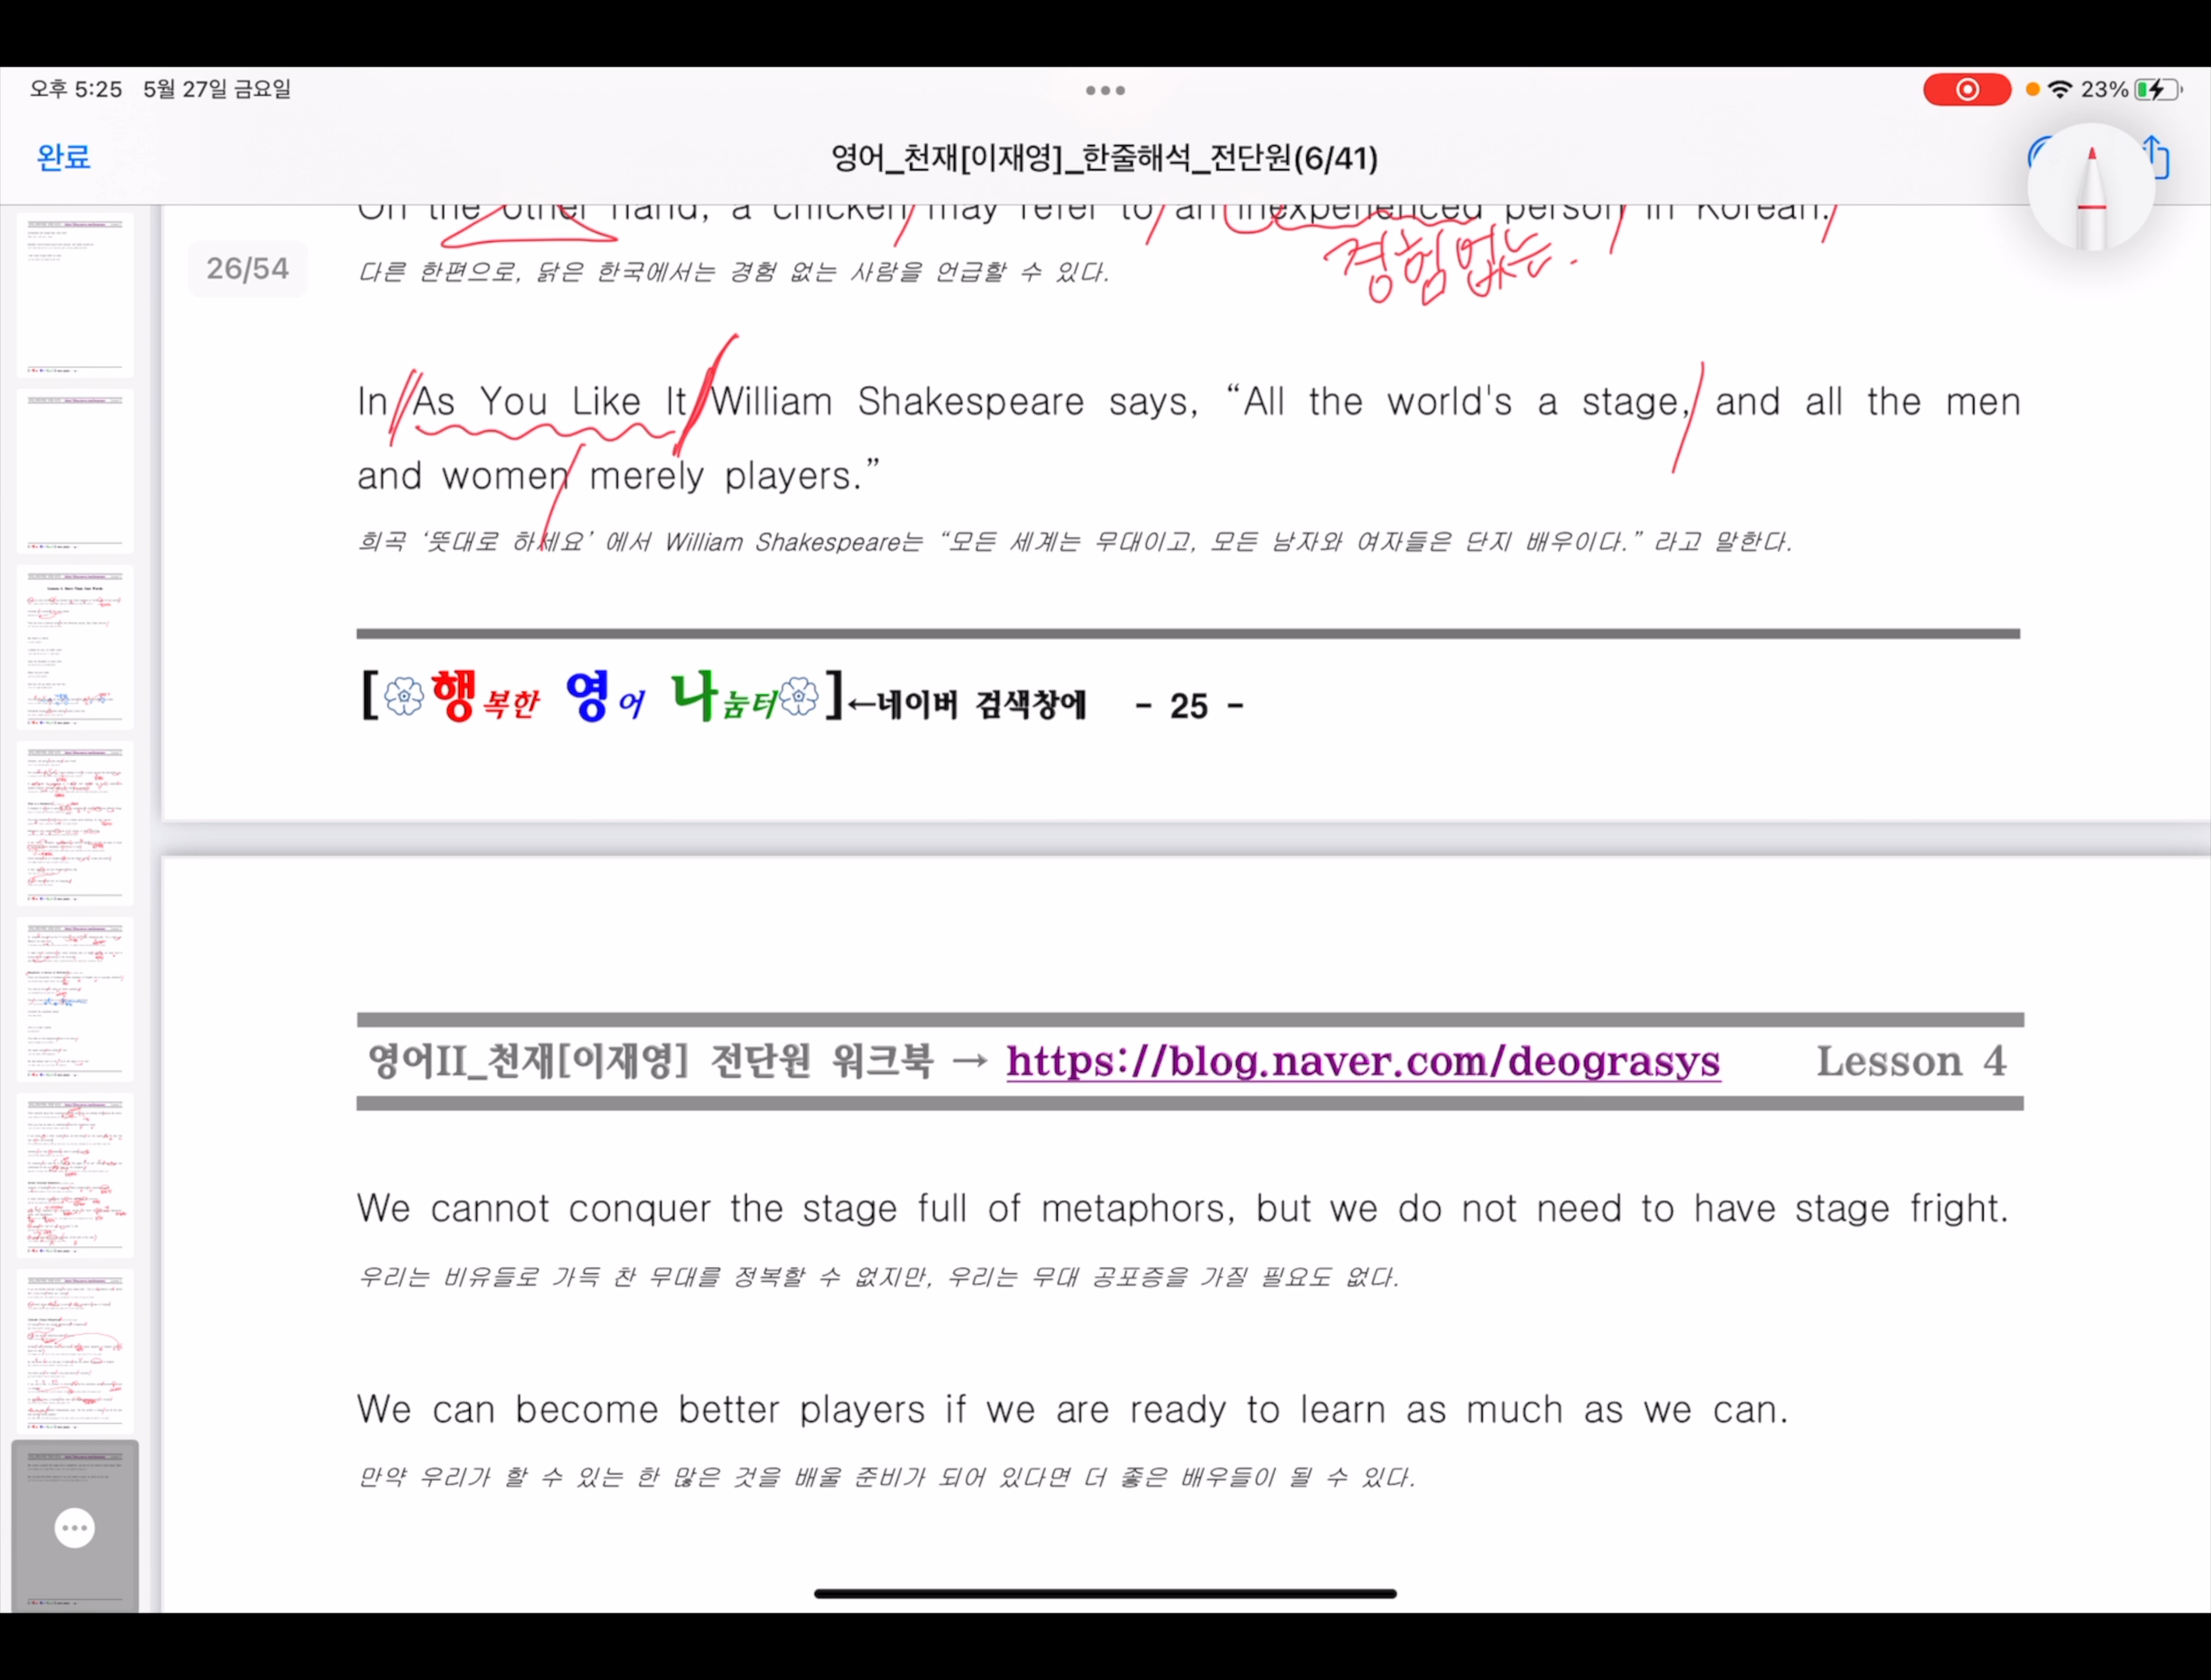 오후 5:25 5월 27일 금요일
23%
완료
영어_천재[이재영]_한줄해석_전단원(6/41)
26/54
On the other hand, a chicken may refer to an inexperienced person in Korean.
경험없는.
다른 한편으로, 닭은 한국에서는 경험 없는 사랑을 언급할 수 있다.
In As You Like It William Shakespeare says, “All the world's a stage, and all the men
and women merely players.”
희곡 ‘뜻대로 하세요’ 에서 William Shakespeare는 “모든 세계는 무대이고, 모든 남자와 여자들은 단지 배우이다.” 라고 말한다.
[행복한 영어 나눔터]←네이버 검색창에 - 25 -
영어II_천재[이재영] 전단원 워크북 → https://blog.naver.com/deograsys Lesson 4
We cannot conquer the stage full of metaphors, but we do not need to have stage fright.
우리는 비유들로 가득 찬 무대를 정복할 수 없지만, 우리는 무대 공포증을 가질 필요도 없다.
We can become better players if we are ready to learn as much as we can.
만약 우리가 할 수 있는 한 많은 것을 배울 준비가 되어 있다면 더 좋은 배우들이 될 수 있다.